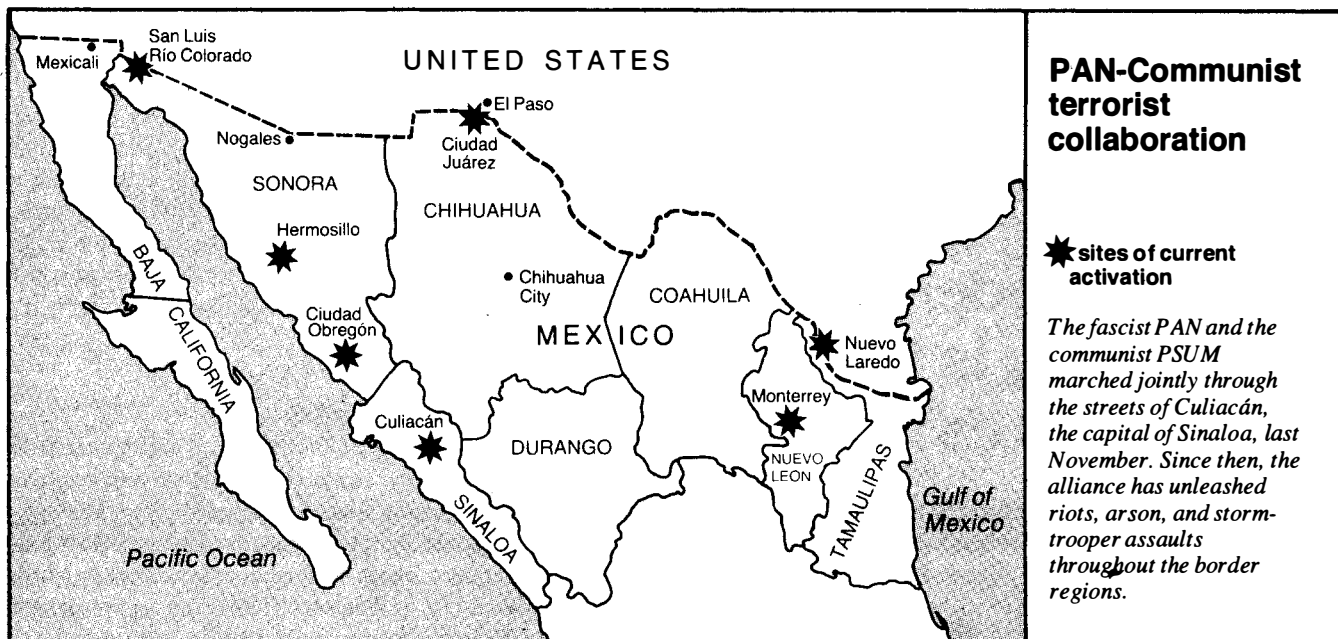 San Luis
Río Colorado
Mexicali
UNITED STATES
El Paso
Ciudad
Juárez
Nogales
SONORA
CHIHUAHUA
Hermosillo
Chihuahua
City
COAHUILA
BAJA
CALIFORNIA
Ciudad
Obregón
MEXICO
Nuevo
Laredo
Monterrey
Culiacán
DURANGO
NUEVO
LEON
SINALOA
TAMAULIPAS
Gulf of
Mexico
Pacific Ocean
PAN-Communist
terrorist
collaboration
sites of current
activation
The fascist PAN and the
communist PSUM
marched jointly through
the streets of Culiacán,
the capital of Sinaloa, last
November. Since then, the
alliance has unleashed
riots, arson, and storm-
trooper assaults
throughout the border
regions.